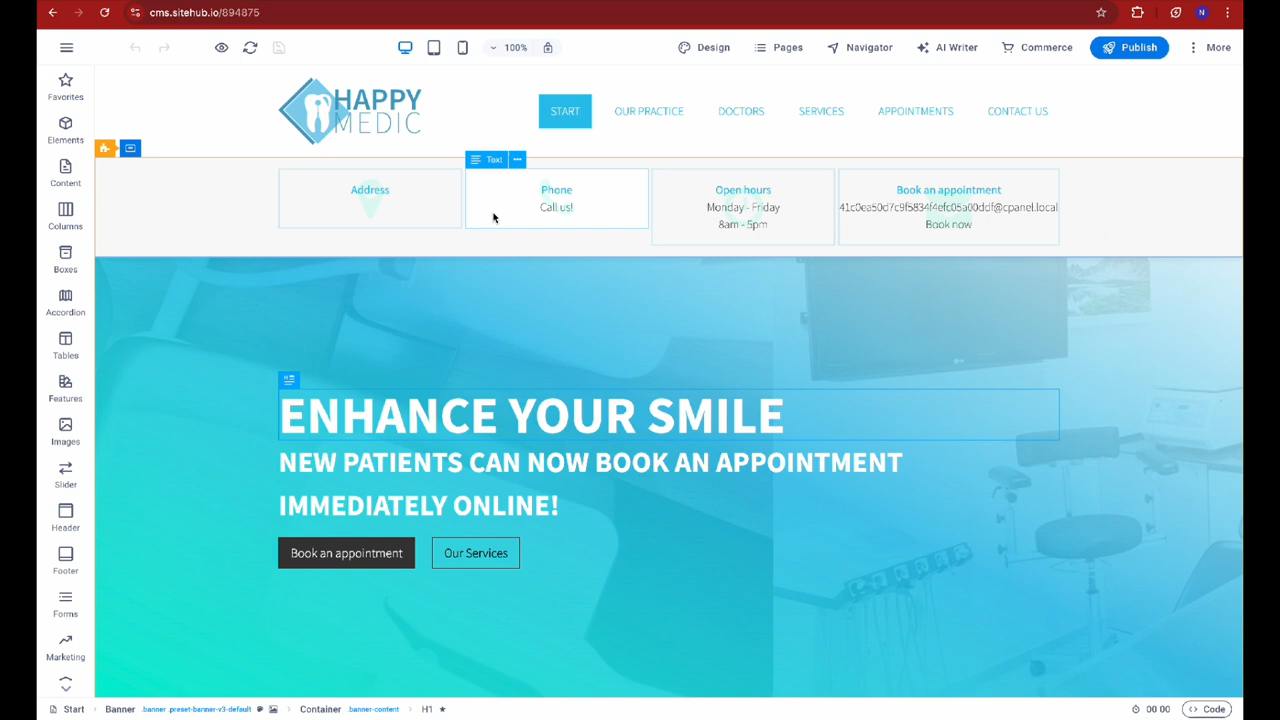 cms.sitehub.io/894875
N
100%
Design
Pages
Navigator
AI Writer
Commerce
Publish
More
Favorites
Elements
Content
Columns
Boxes
Accordion
Tables
Features
Images
Slider
Header
Footer
Forms
Marketing
HAPPY
MEDIC
START
OUR PRACTICE
DOCTORS
SERVICES
APPOINTMENTS
CONTACT US
Text
Address
Phone
Call us!
Open hours
Monday - Friday
8am - 5pm
Book an appointment
41c0ea50d7c9f5834f4efc05a00ddf@cpanel.local
Book now
ENHANCE YOUR SMILE
NEW PATIENTS CAN NOW BOOK AN APPOINTMENT
IMMEDIATELY ONLINE!
Book an appointment
Our Services
Start
Banner .banner .preset-banner-v3-default
Container .banner-content
H1
00 00
Code